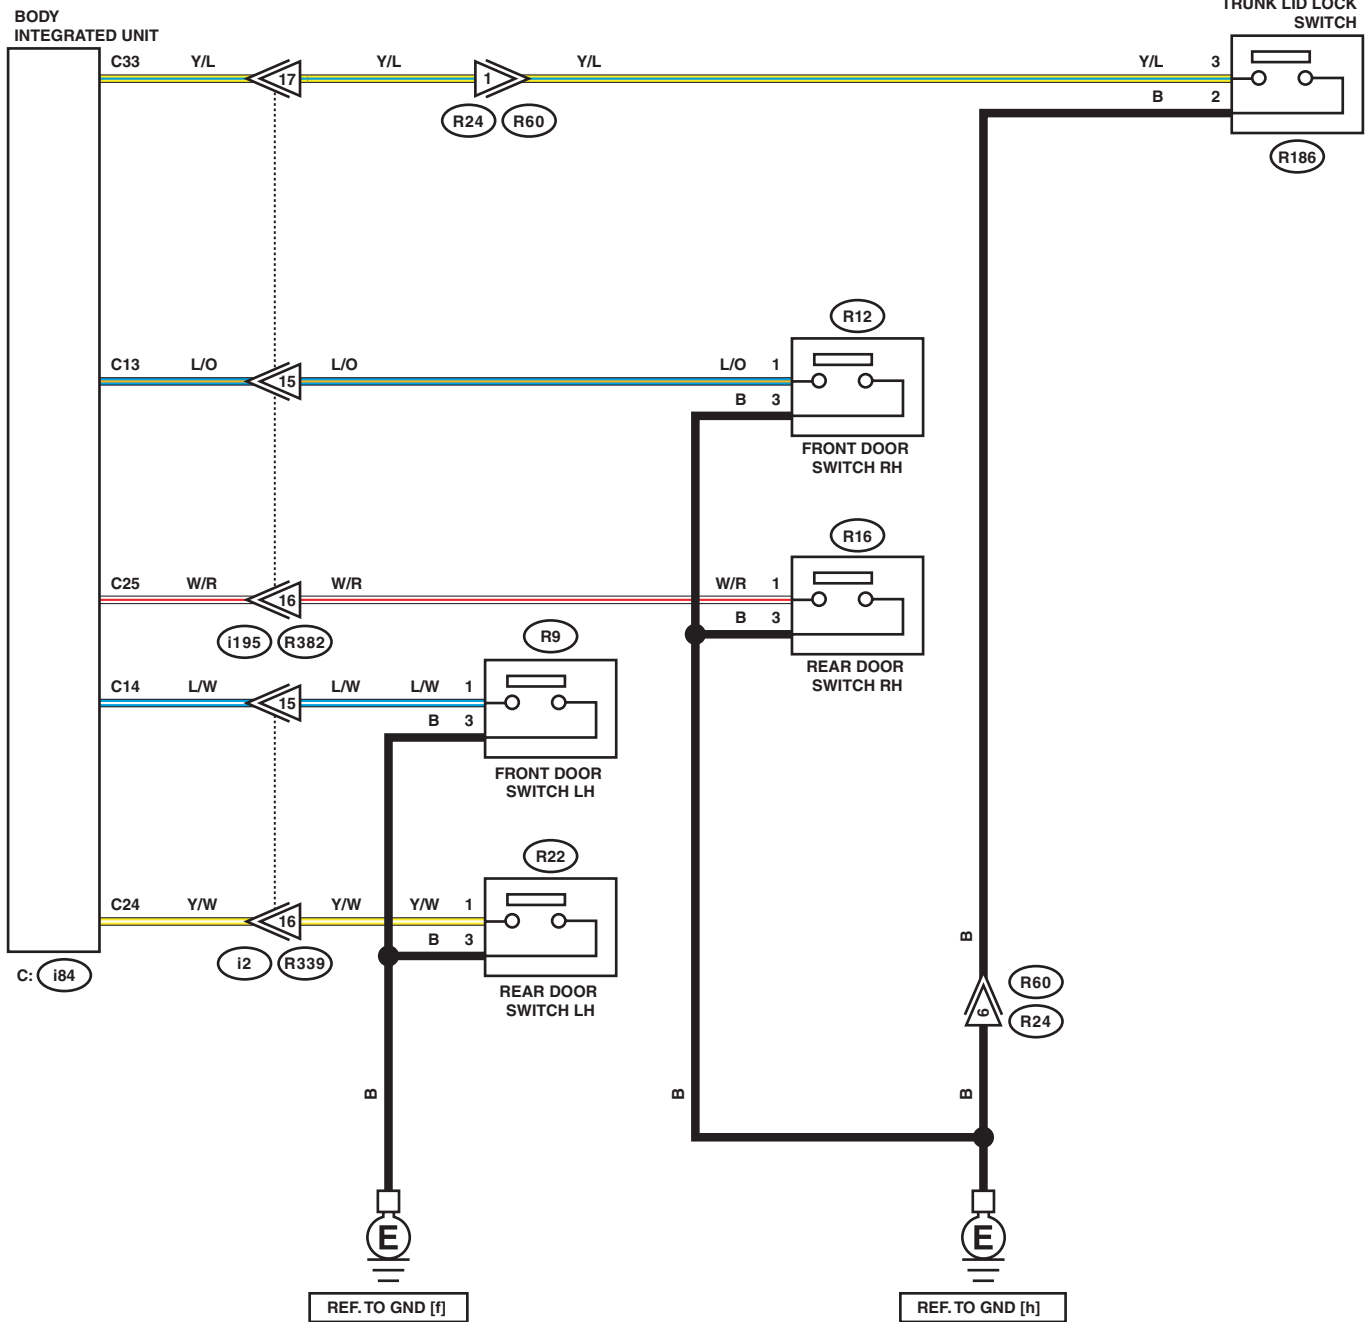 TRUNK LID LOCK
SWITCH
BODY
INTEGRATED UNIT
C33 Y/L 17 Y/L 1 Y/L Y/L 3
B 2
R24 R60
R186
R12
C13 L/O 15 L/O L/O 1
B 3
FRONT DOOR
SWITCH RH
R16
C25 W/R 16 W/R W/R 1
B 3
i195 R382
R9
REAR DOOR
SWITCH RH
C14 L/W 15 L/W L/W 1
B 3
FRONT DOOR
SWITCH LH
R22
C24 Y/W 16 Y/W Y/W 1
B 3
B
i2 R339
C: i84
REAR DOOR
SWITCH LH
R60
6
R24
B B B
E E
REF. TO GND [f] REF. TO GND [h]